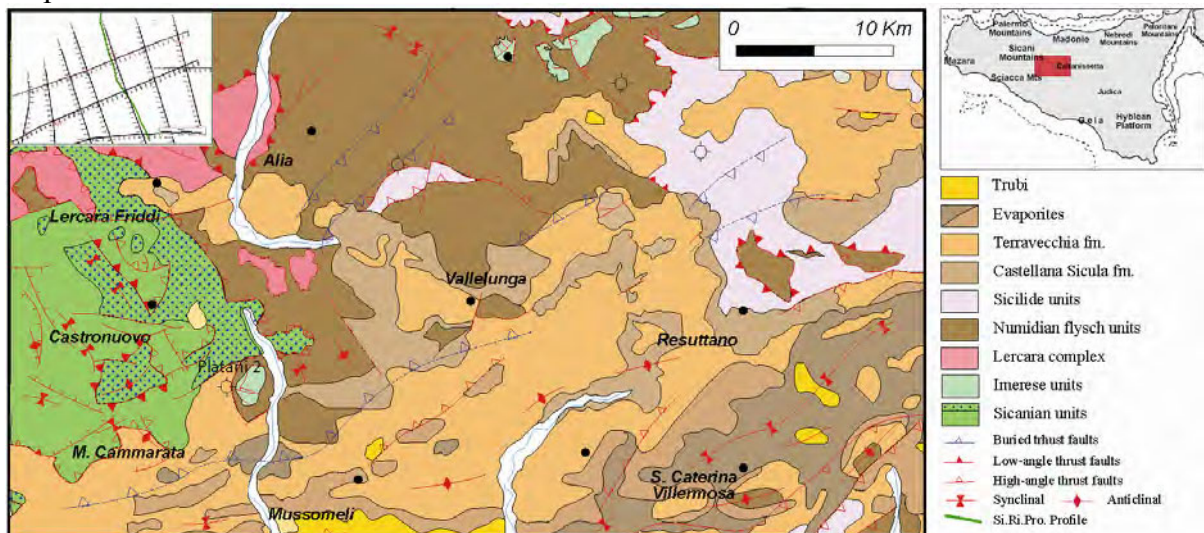 0 10 Km
Alia
Lercara Friddi
Vallelunga
Castronuovo
Resuttano
Platani 2
M. Cammarata
S. Caterina
Villermosa
Mussomeli
Palermo
Mountains
Madonie
Nebrodi
Mountains
Peloritani
Mountains
Sicani
Mountains
Mazara
Caltanissetta
Sciacca Mts
Judica
Gela
Hyblean
Platform
Trubi
Evaporites
Terravecchia fm.
Castellana Sicula fm.
Sicilide units
Numidian flysch units
Lercara complex
Imerese units
Sicanian units
Buried trhust faults
Low-angle thrust faults
High-angle thrust faults
Synclinal Anticlinal
Si.Ri.Pro. Profile